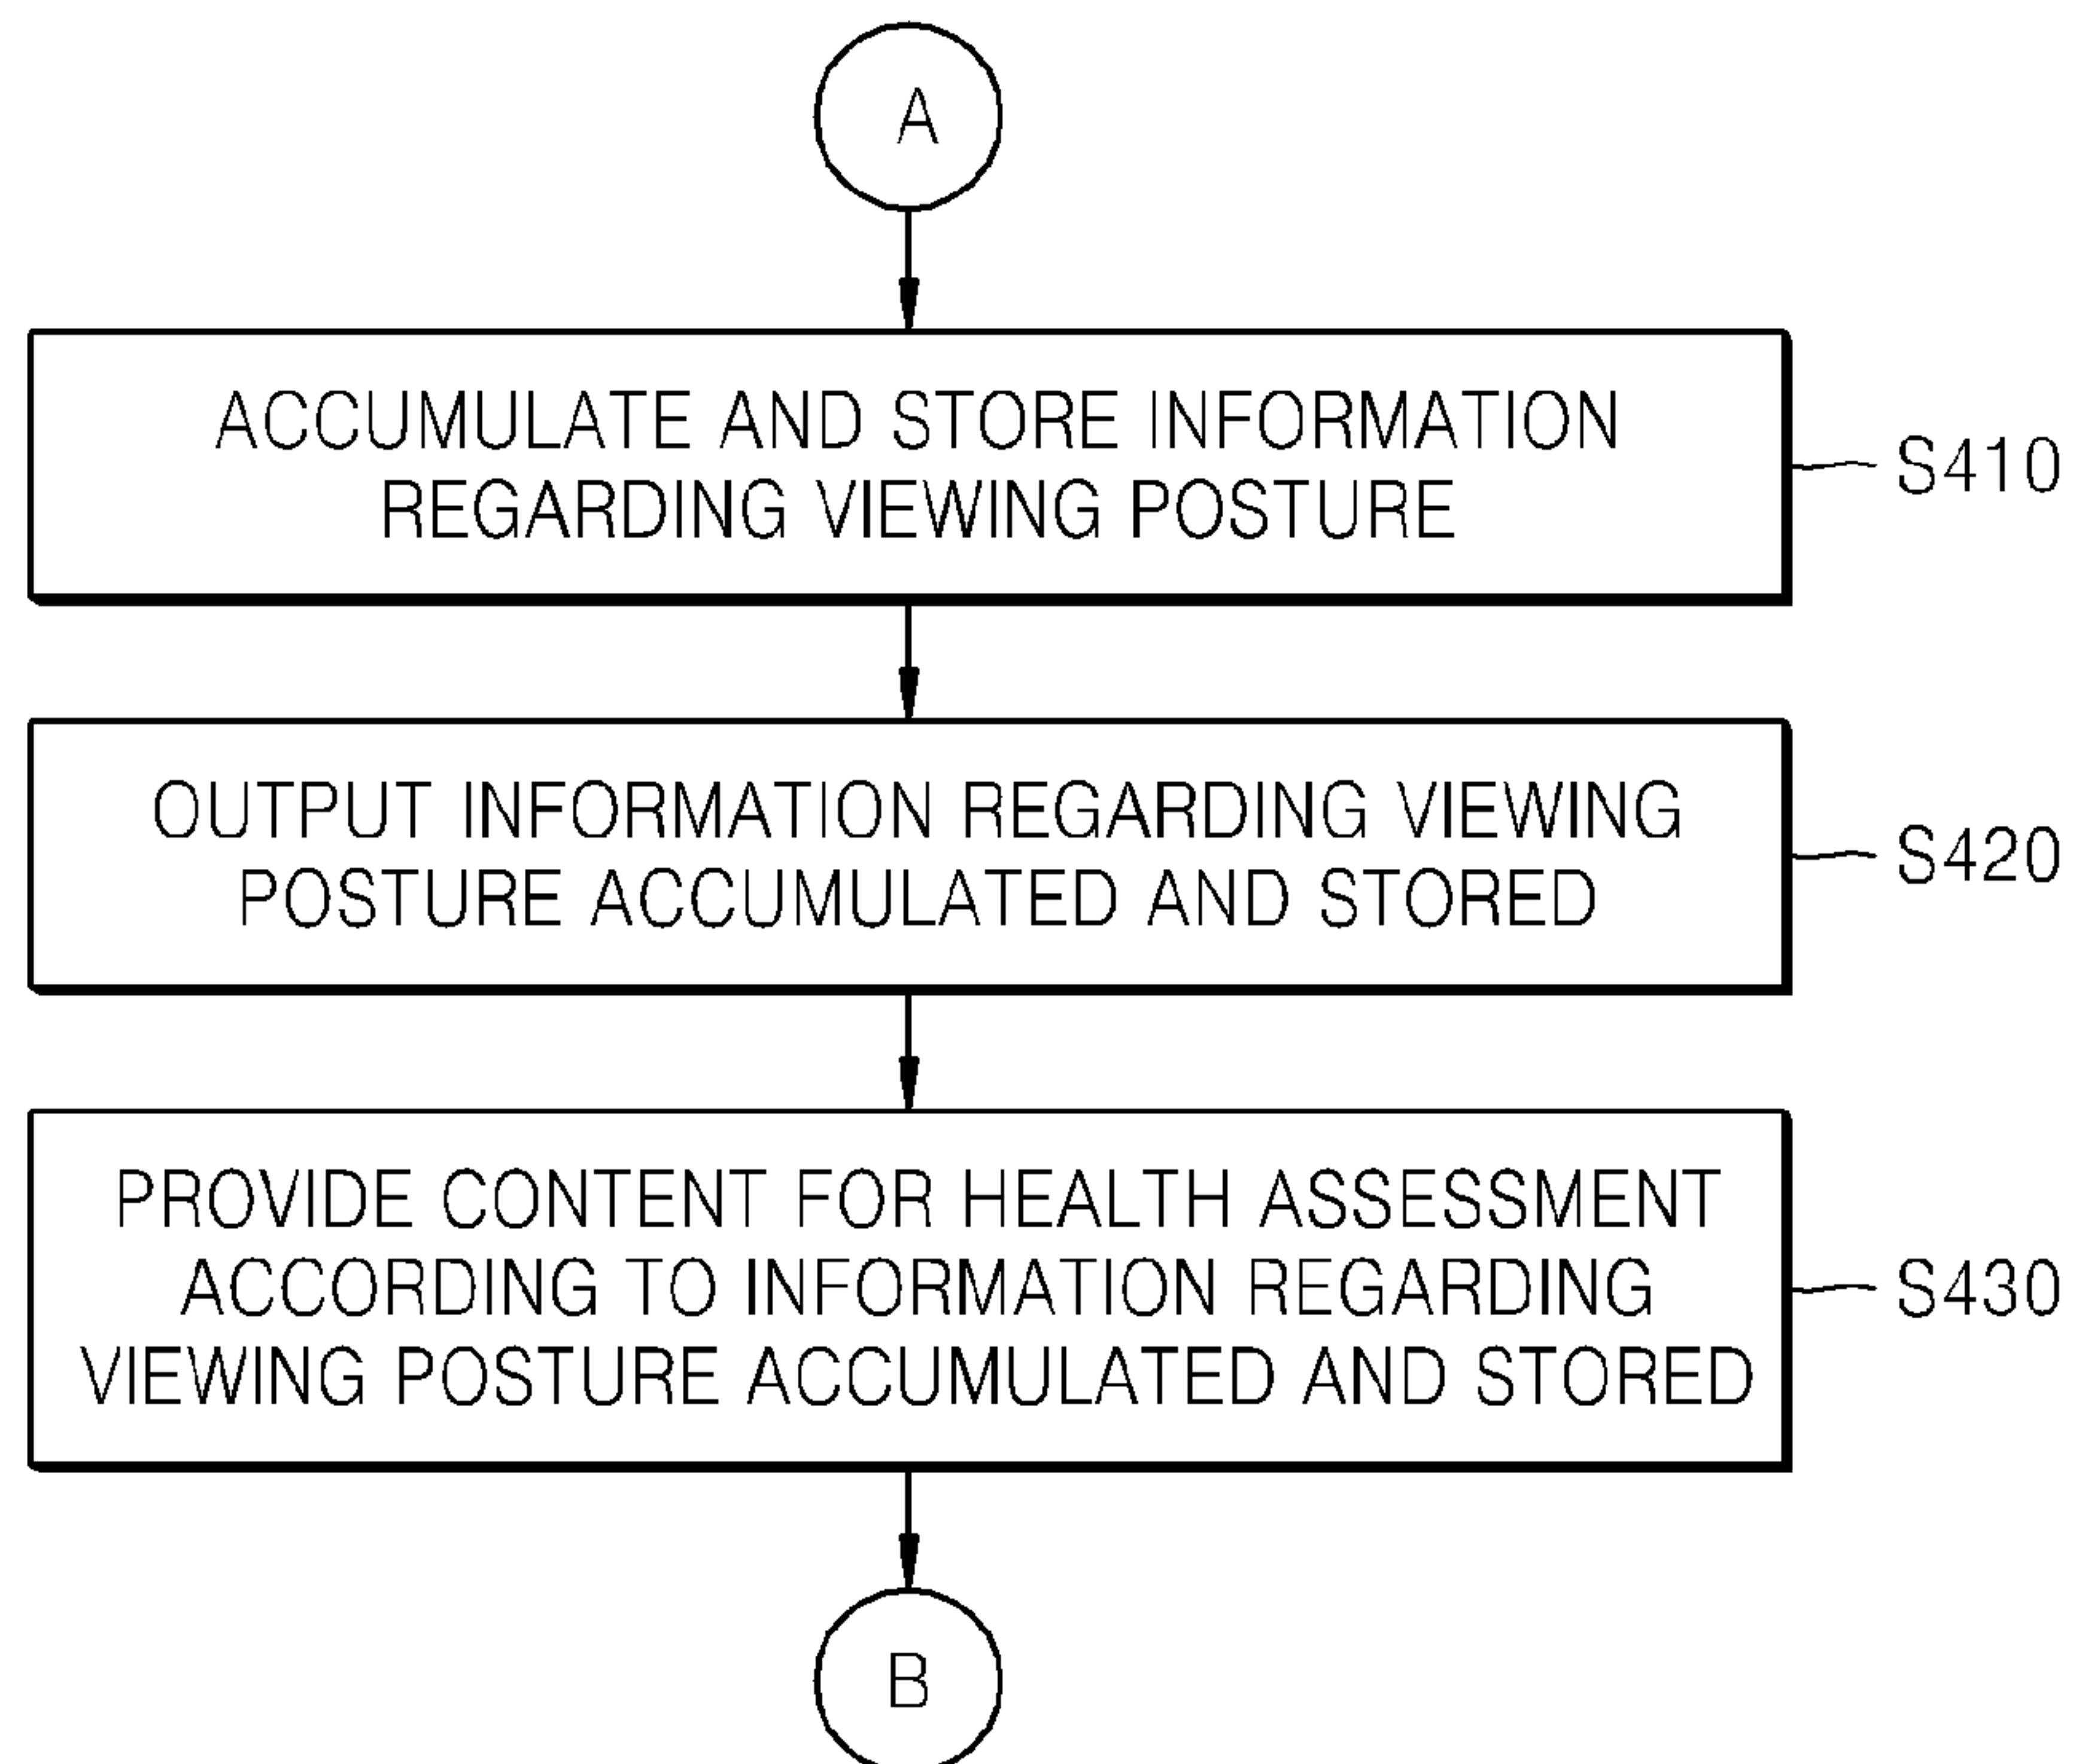 A
ACCUMULATE AND STORE INFORMATION
REGARDING VIEWING POSTURE
S410
OUTPUT INFORMATION REGARDING VIEWING
POSTURE ACCUMULATED AND STORED
S420
PROVIDE CONTENT FOR HEALTH ASSESSMENT
ACCORDING TO INFORMATION REGARDING
VIEWING POSTURE ACCUMULATED AND STORED
S430
B